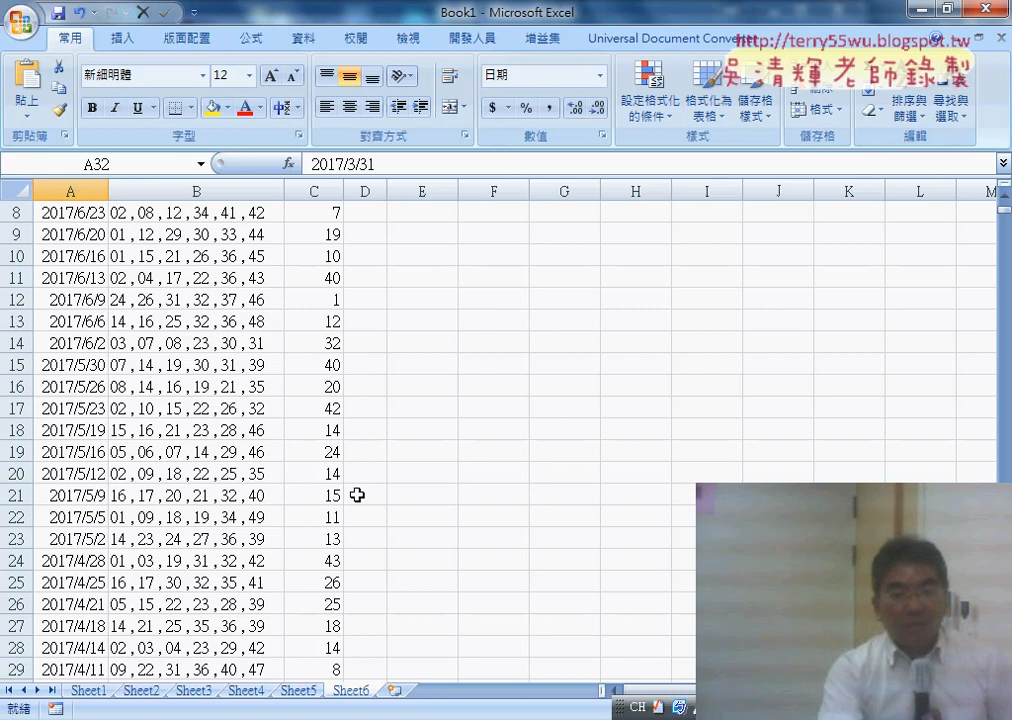 Book1 - Microsoft Excel
常用 插入 版面配置 公式 資料 校閱 檢視 開發人員 增益集 Universal Document Conve
http://terry55wu.blogspot.tw
吳清輝老師錄製
貼上 新細明體 12 日期 設定格式化的條件 格式化為表格 儲存格樣式 格式 排序與篩選 尋找與選取
剪貼簿 字型 對齊方式 數值 樣式 儲存格 編輯
A32 fx 2017/3/31
A B C D E F G H I J K L M
8 2017/6/23 02 , 08 , 12 , 34 , 41 , 42 7
9 2017/6/20 01 , 12 , 29 , 30 , 33 , 44 19
10 2017/6/16 01 , 15 , 21 , 26 , 36 , 45 10
11 2017/6/13 02 , 04 , 17 , 22 , 36 , 43 40
12 2017/6/9 24 , 26 , 31 , 32 , 37 , 46 1
13 2017/6/6 14 , 16 , 25 , 32 , 36 , 48 12
14 2017/6/2 03 , 07 , 08 , 23 , 30 , 31 32
15 2017/5/30 07 , 14 , 19 , 30 , 31 , 39 40
16 2017/5/26 08 , 14 , 16 , 19 , 21 , 35 20
17 2017/5/23 02 , 10 , 15 , 22 , 26 , 32 42
18 2017/5/19 15 , 16 , 21 , 23 , 28 , 46 14
19 2017/5/16 05 , 06 , 07 , 14 , 29 , 46 24
20 2017/5/12 02 , 09 , 18 , 22 , 25 , 35 14
21 2017/5/9 16 , 17 , 20 , 21 , 32 , 40 15
22 2017/5/5 01 , 09 , 18 , 19 , 34 , 49 11
23 2017/5/2 14 , 23 , 24 , 27 , 36 , 39 13
24 2017/4/28 01 , 03 , 19 , 31 , 32 , 42 43
25 2017/4/25 16 , 17 , 30 , 32 , 35 , 41 26
26 2017/4/21 05 , 15 , 22 , 23 , 28 , 39 25
27 2017/4/18 14 , 21 , 25 , 35 , 36 , 39 18
28 2017/4/14 02 , 03 , 04 , 23 , 29 , 42 14
29 2017/4/11 09 , 22 , 31 , 36 , 40 , 47 8
Sheet1 Sheet2 Sheet3 Sheet4 Sheet5 Sheet6
就緒 CH